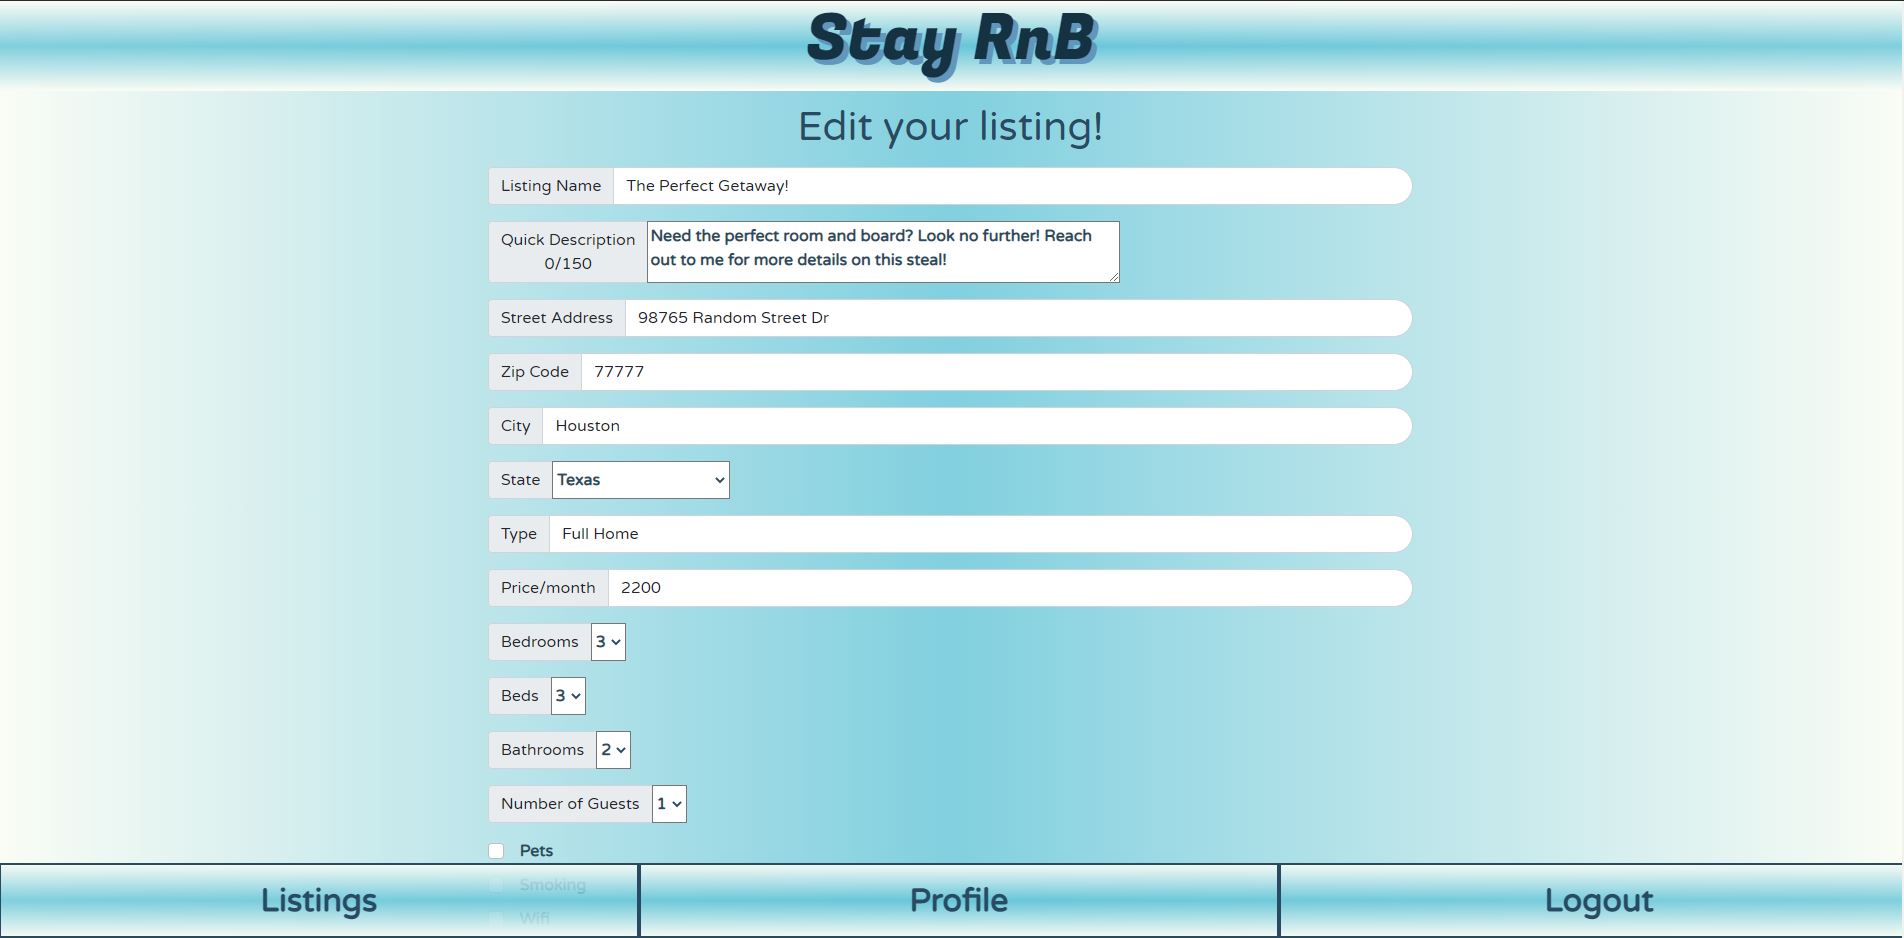 Stay RnB
Edit your listing!
Listing Name The Perfect Getaway!
Quick Description Need the perfect room and board? Look no further! Reach
0/150 out to me for more details on this steal!
Street Address 98765 Random Street Dr
Zip Code 77777
City Houston
State Texas
Type Full Home
Price/month 2200
Bedrooms 3
Beds 3
Bathrooms 2
Number of Guests 1
Pets
Smoking
Wifi
Listings Profile Logout